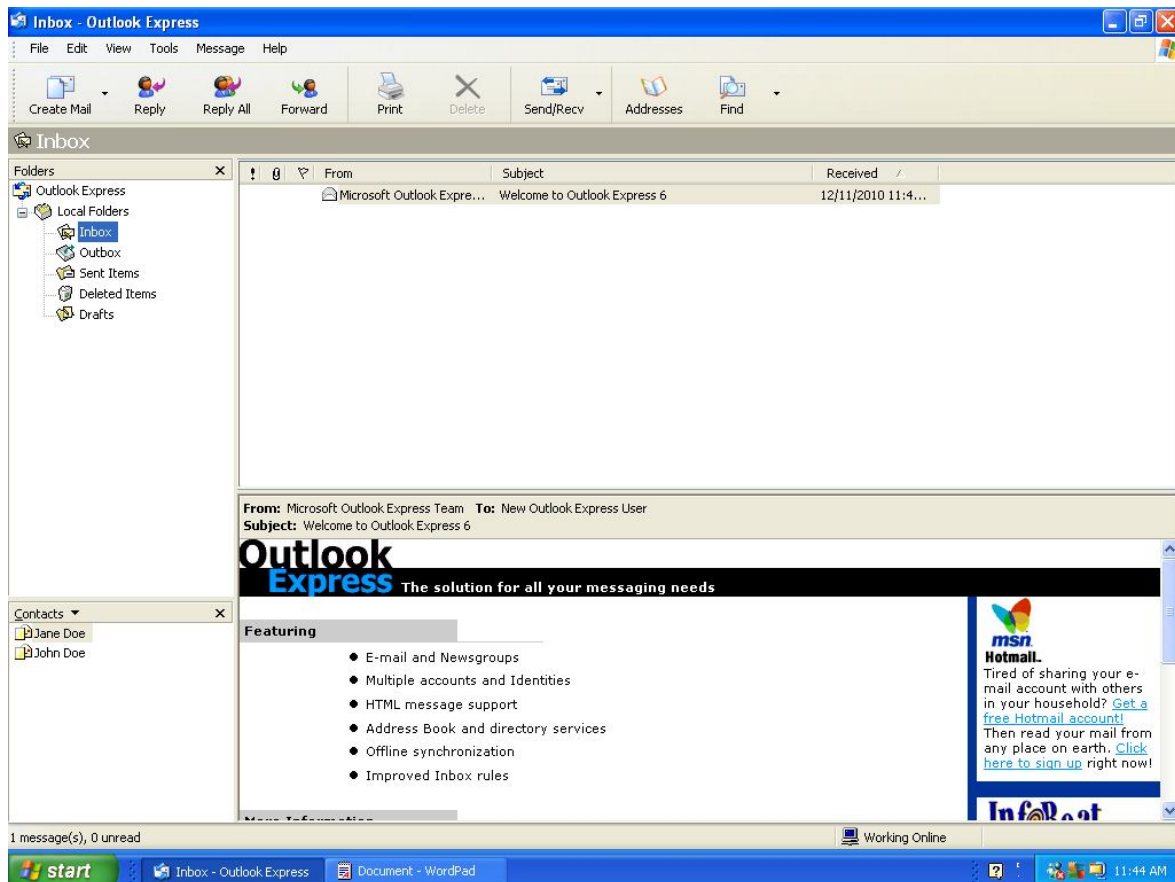 Inbox - Outlook Express
File Edit View Tools Message Help
Create Mail Reply Reply All Forward Print Delete Send/Recv Addresses Find
Inbox
Folders
Outlook Express
Local Folders
Inbox
Outbox
Sent Items
Deleted Items
Drafts
From Subject Received
Microsoft Outlook Expre... Welcome to Outlook Express 6 12/11/2010 11:4...
From: Microsoft Outlook Express Team To: New Outlook Express User
Subject: Welcome to Outlook Express 6
Outlook
Express The solution for all your messaging needs
Featuring
E-mail and Newsgroups
Multiple accounts and Identities
HTML message support
Address Book and directory services
Offline synchronization
Improved Inbox rules
More Information
msn
Hotmail
Tired of sharing your e-
mail account with others
in your household? Get a
free Hotmail account!
Then read your mail from
any place on earth. Click
here to sign up right now!
Contacts
Jane Doe
John Doe
1 message(s), 0 unread Working Online
start Inbox - Outlook Express Document - WordPad 11:44 AM